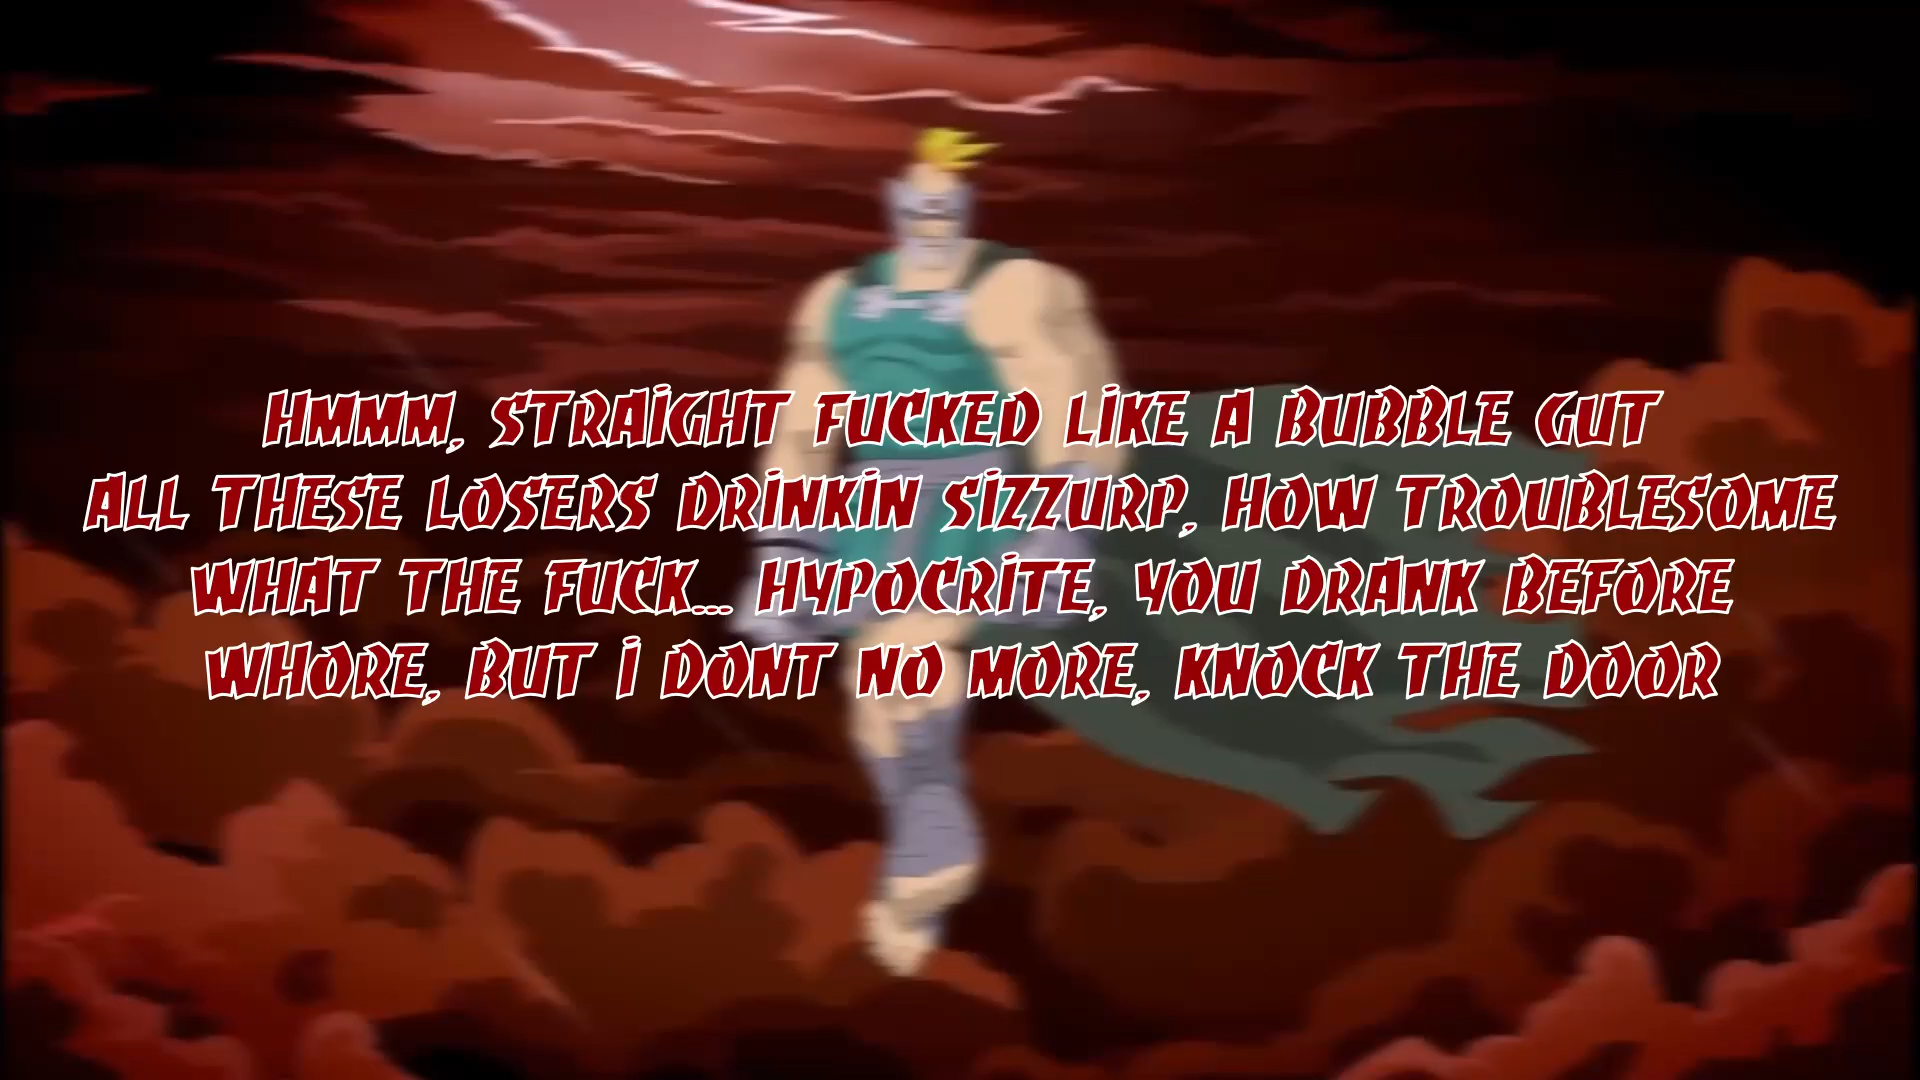 HMMM, STRAIGHT FUCKED LIKE A BUBBLE GUT
ALL THESE LOSERS DRINKIN SIZZURP, HOW TROUBLESOME
WHAT THE FUCK... HYPOCRITE, YOU DRANK BEFORE
WHORE, BUT I DONT NO MORE, KNOCK THE DOOR